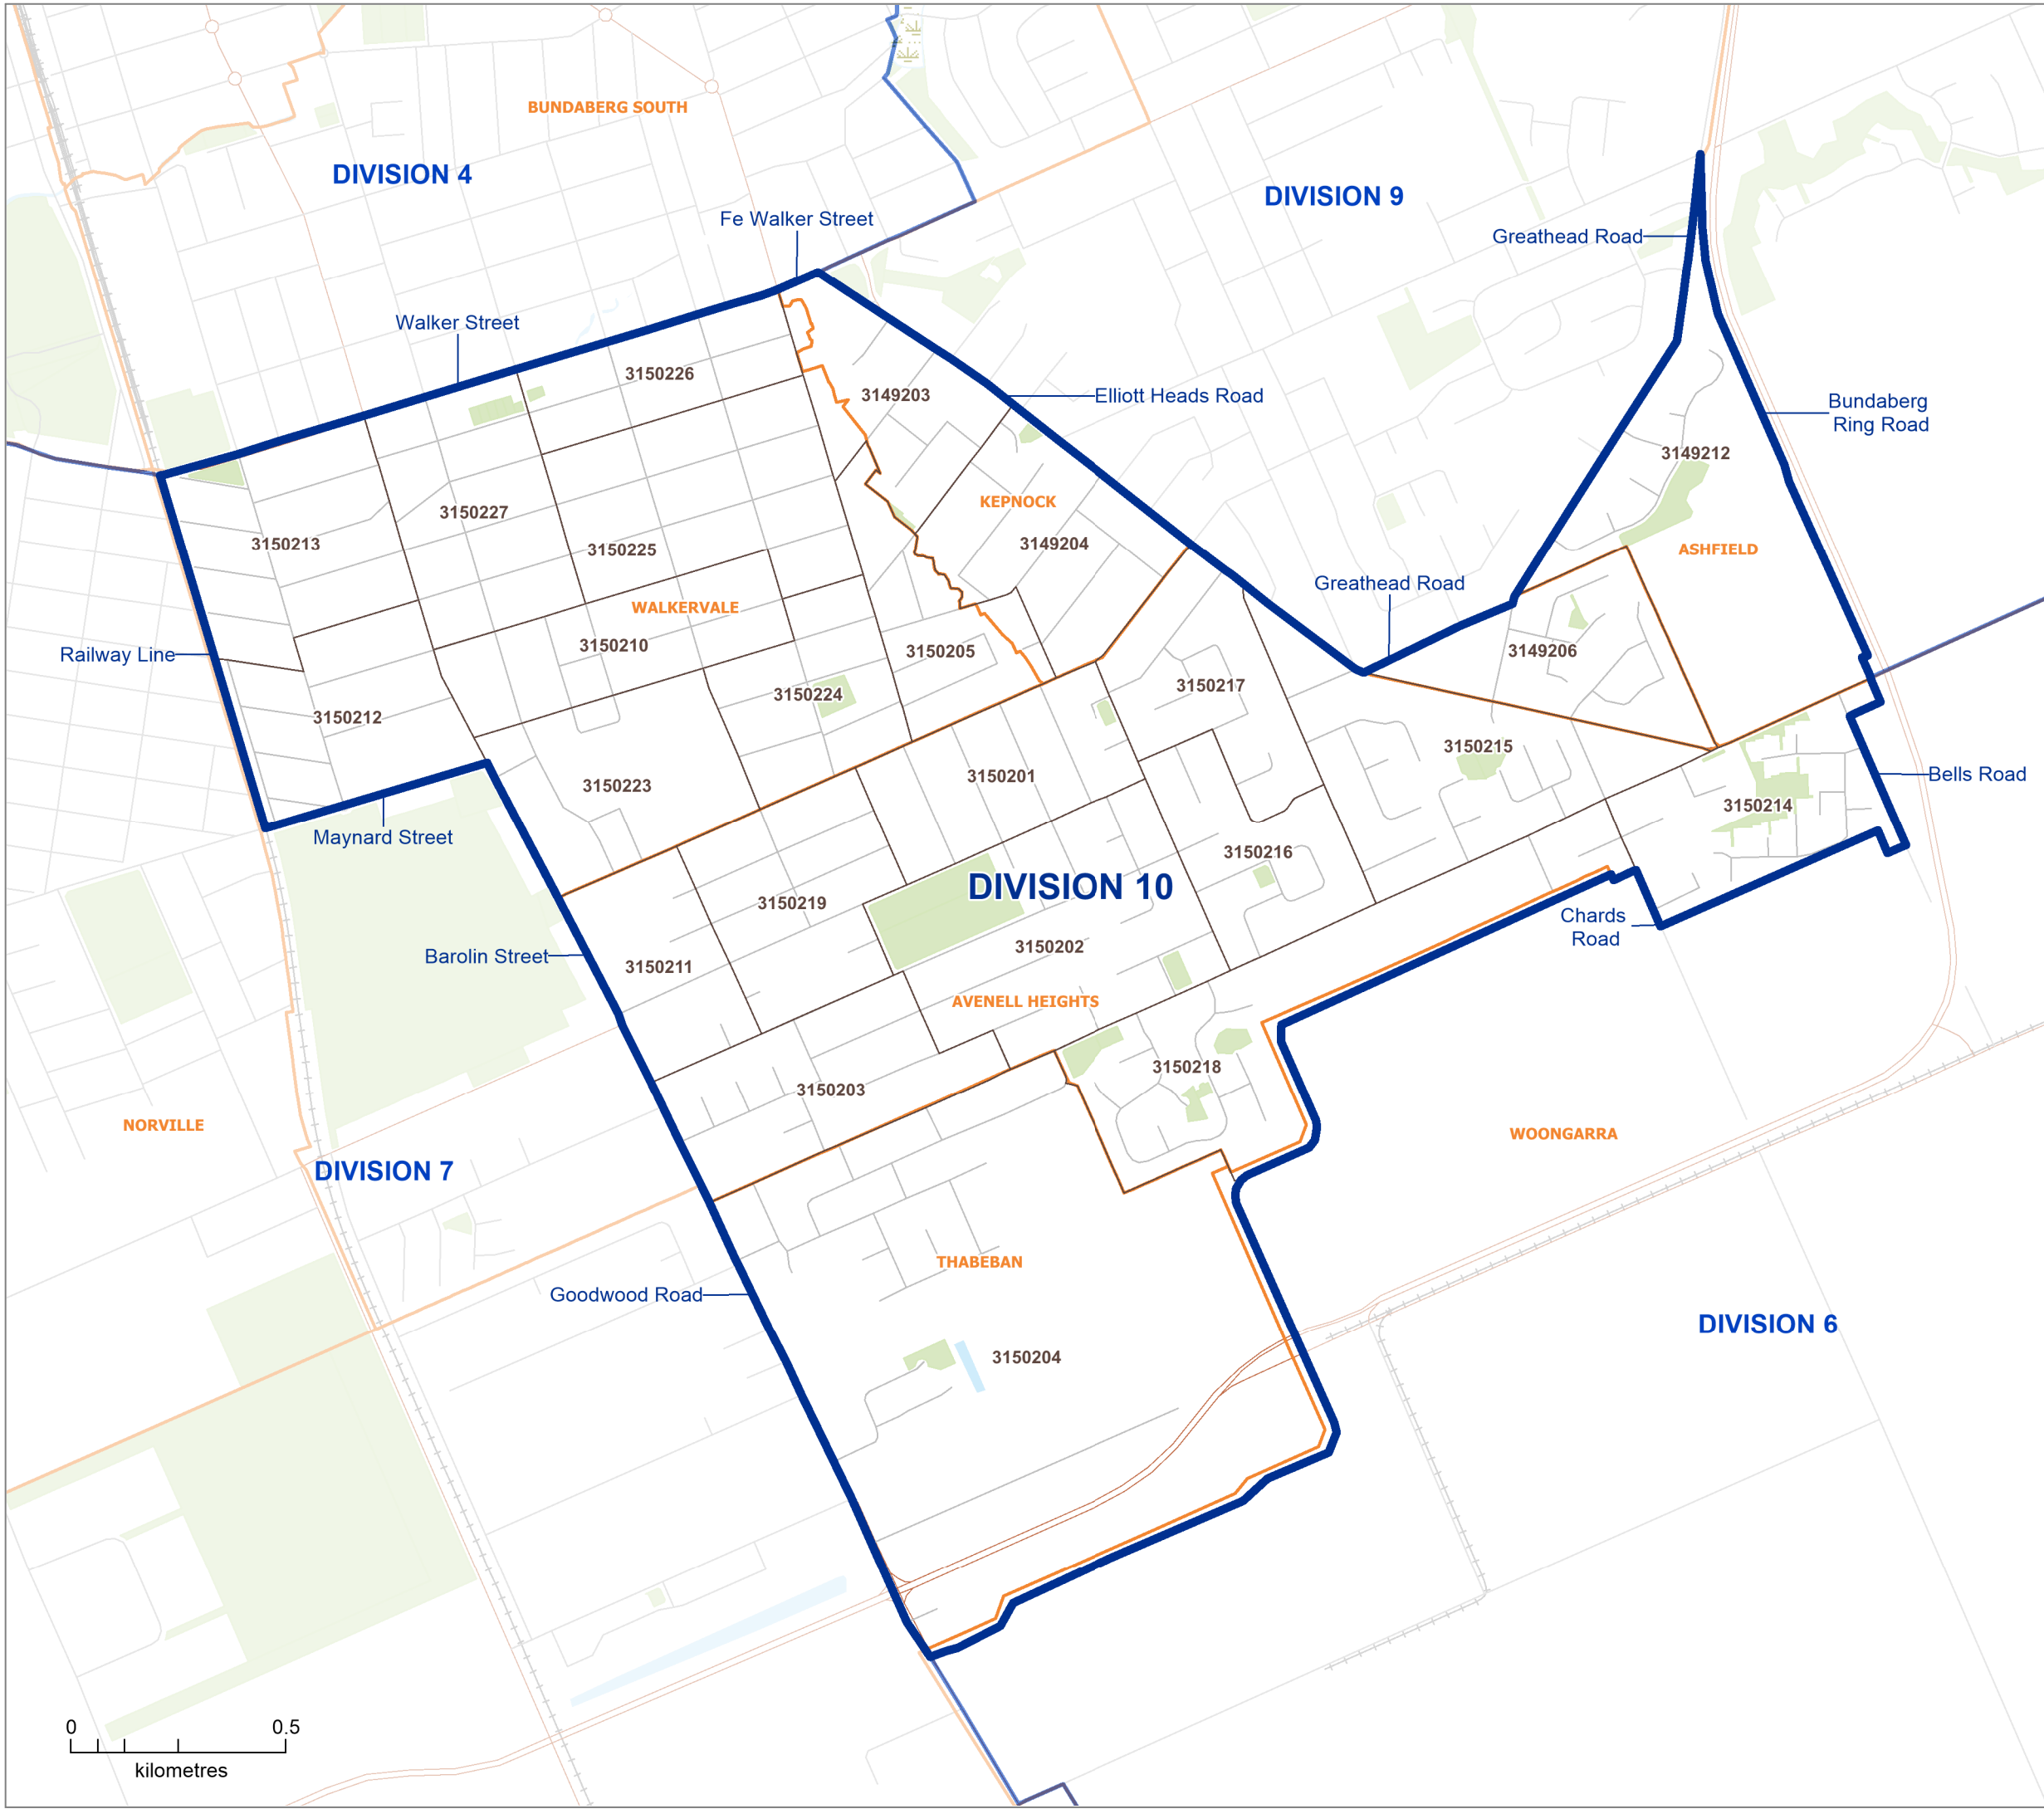 BUNDABERG SOUTH
DIVISION 4
DIVISION 9
Fe Walker Street
Greathead Road
Walker Street
3150226
3149203
Elliott Heads Road
Bundaberg
Ring Road
3149212
KEPNOCK
3150227
3150213
3150225
3149204
ASHFIELD
Greathead Road
WALKERVALE
3150210
3150205
3149206
Railway Line
3150217
3150224
3150212
3150215
3150201
Bells Road
3150223
3150214
Maynard Street
3150216
DIVISION 10
3150219
Chards
Road
3150202
Barolin Street
3150211
AVENELL HEIGHTS
3150218
3150203
NORVILLE
WOONGARRA
DIVISION 7
THABEBAN
Goodwood Road
DIVISION 6
3150204
0 0.5
kilometres